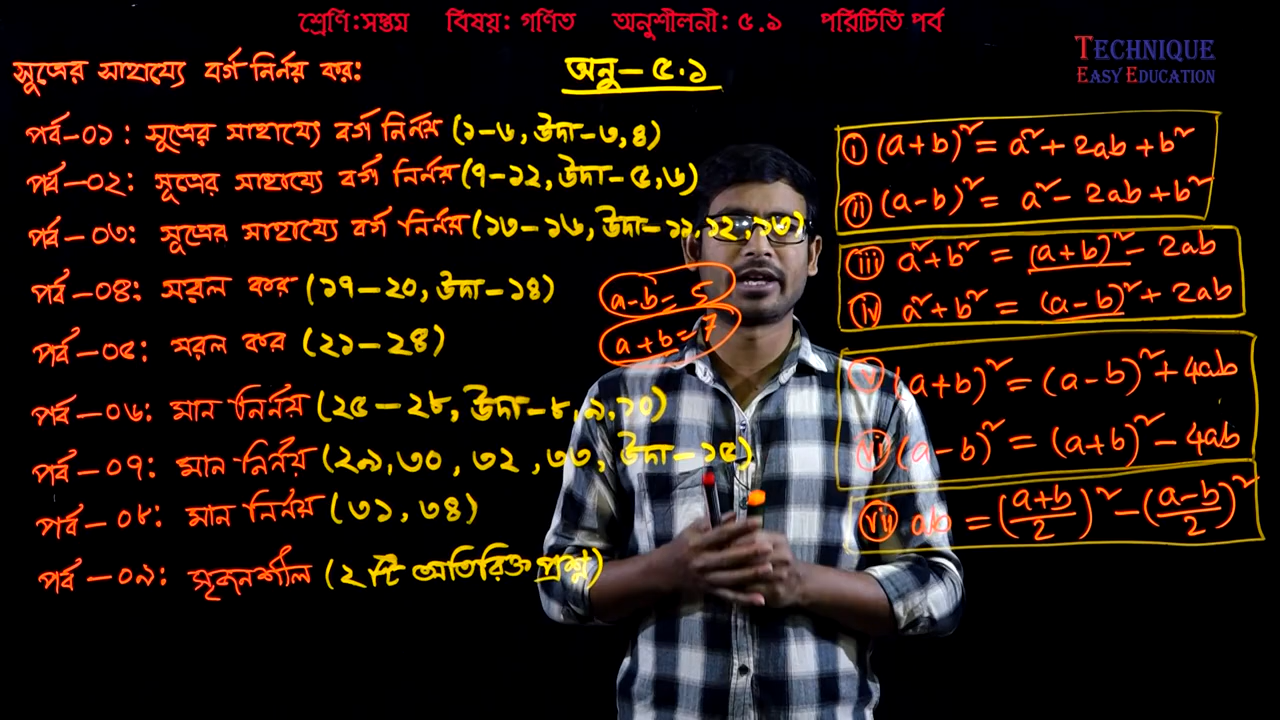 শ্রেণি:সপ্তম বিষয়: গণিত অনুশীলনী: ৫.১ পরিচিতি পর্ব
TECHNIQUE
EASY EDUCATION
সূত্রের সাহায্যে বর্গ নির্ণয় কর:
অনু- ৫.১
পর্ব-০১: সূত্রের সাহায্যে বর্গ নির্ণয় (১-৬, উদা-৩,৪)
পর্ব-০২: সূত্রের সাহায্যে বর্গ নির্ণয় (৭-১২, উদা-৫,৬)
পর্ব-০৩: সূত্রের সাহায্যে বর্গ নির্ণয় (১৩-১৬, উদা-১১,১২,১৩)
পর্ব-০৪: সরল কর (১৭-২০, উদা-১৪)
পর্ব-০৫: সরল কর (২১-২৪)
পর্ব-০৬: মান নির্ণয় (২৫-২৮, উদা-৮,৯,১০)
পর্ব-০৭: মান নির্ণয় (২৯,৩০, ৩২,৩৩, উদা-১৫)
পর্ব-০৮: মান নির্ণয় (৩১,৩৪)
পর্ব-০৯: সৃজনশীল (২টি অতিরিক্ত প্রশ্ন)
a-b=5
a+b=7
i (a+b)² = a²+2ab+b²
ii (a-b)² = a²-2ab+b²
iii a²+b² = (a+b)²-2ab
iv a²+b² = (a-b)²+2ab
v (a+b)² = (a-b)²+4ab
vi (a-b)² = (a+b)²-4ab
vii ab = ((a+b)/2)² - ((a-b)/2)²